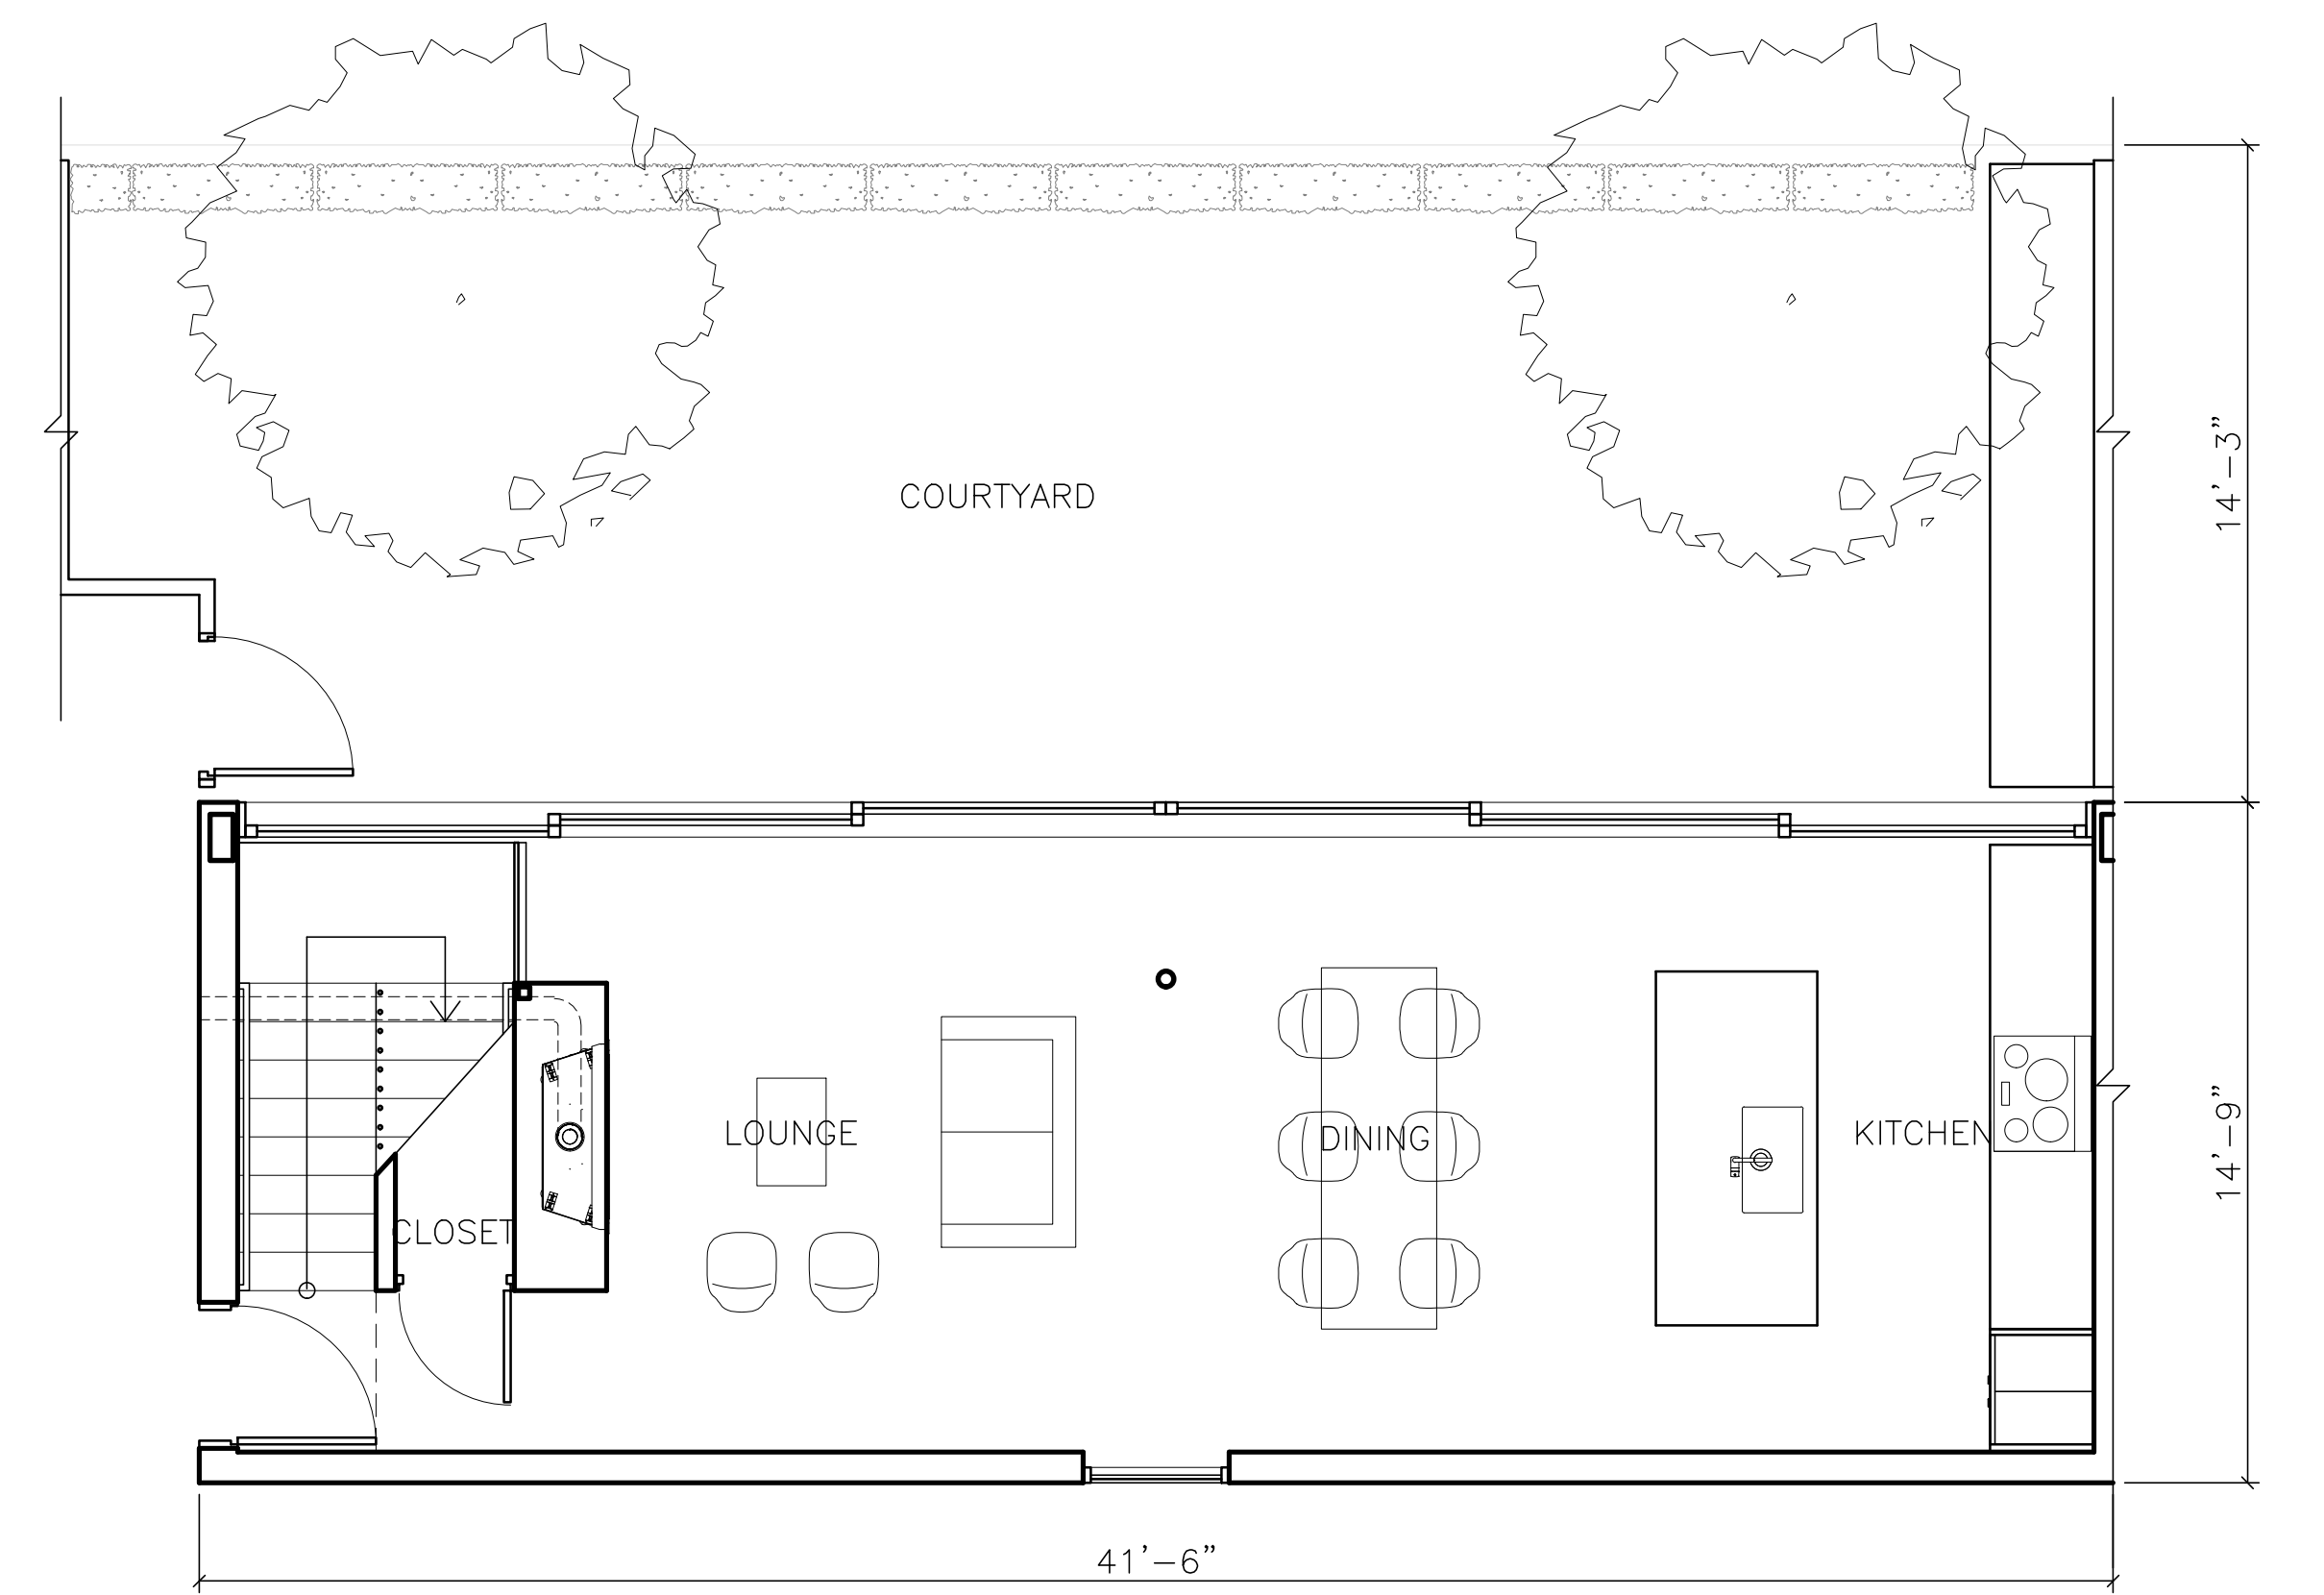 COURTYARD
14'-3"
LOUNGE
DINING
KITCHEN
14'-9"
CLOSET
41'-6"